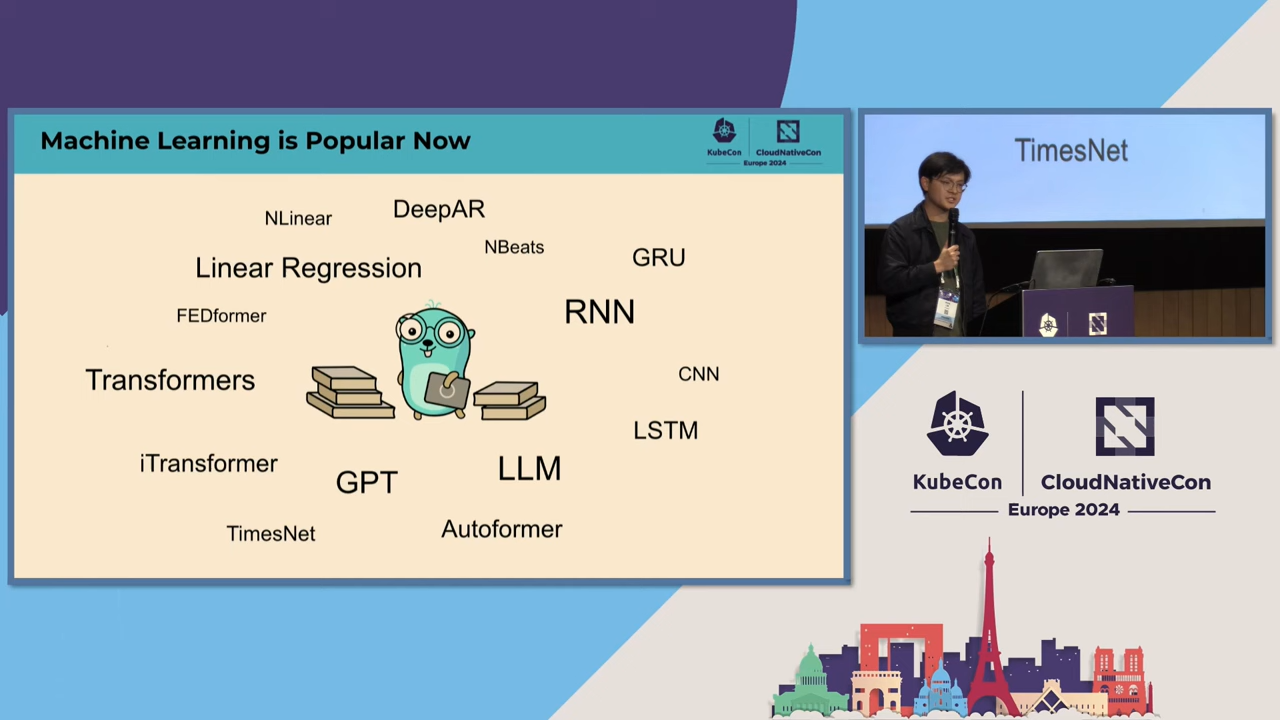 Machine Learning is Popular Now
KubeCon
CloudNativeCon
Europe 2024
NLinear
DeepAR
NBeats
Linear Regression
GRU
FEDformer
RNN
Transformers
CNN
LSTM
iTransformer
GPT
LLM
TimesNet
Autoformer
TimesNet
KubeCon
CloudNativeCon
Europe 2024